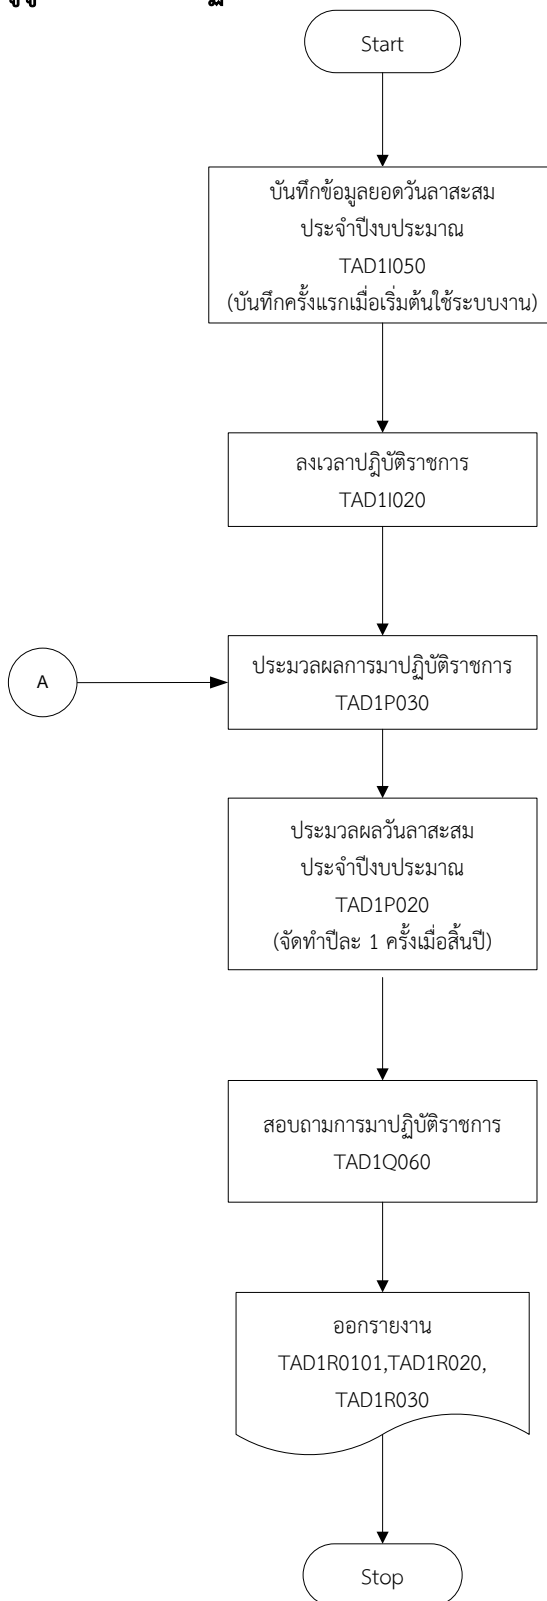 Start
บันทึกข้อมูลยอดวันลาสะสม
ประจำปีงบประมาณ
TAD1I050
(บันทึกครั้งแรกเมื่อเริ่มต้นใช้ระบบงาน)
ลงเวลาปฏิบัติราชการ
TAD1I020
A
ประมวลผลการมาปฏิบัติราชการ
TAD1P030
ประมวลผลวันลาสะสม
ประจำปีงบประมาณ
TAD1P020
(จัดทำปีละ 1 ครั้งเมื่อสิ้นปี)
สอบถามการมาปฏิบัติราชการ
TAD1Q060
ออกรายงาน
TAD1R0101,TAD1R020,
TAD1R030
Stop